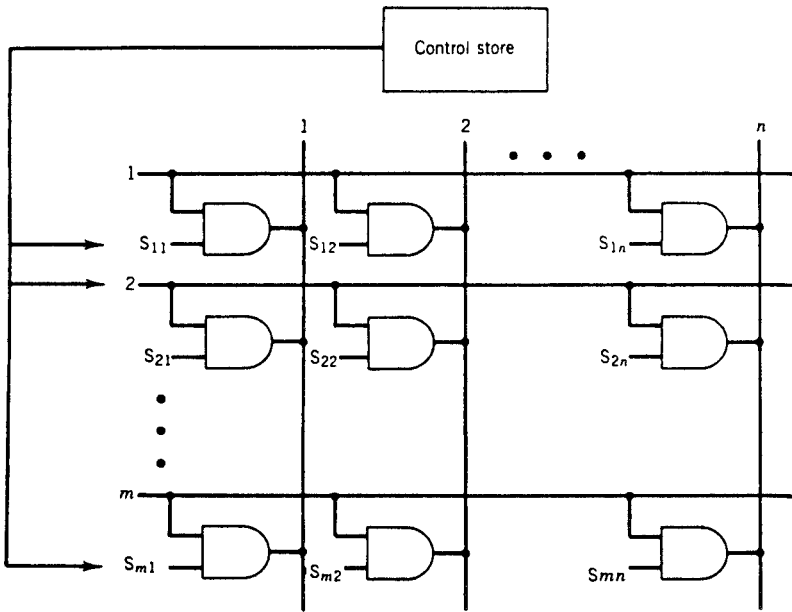 Control store
1 2 n
1
S11 S12 S1n
2
S21 S22 S2n
m
Sm1 Sm2 Smn